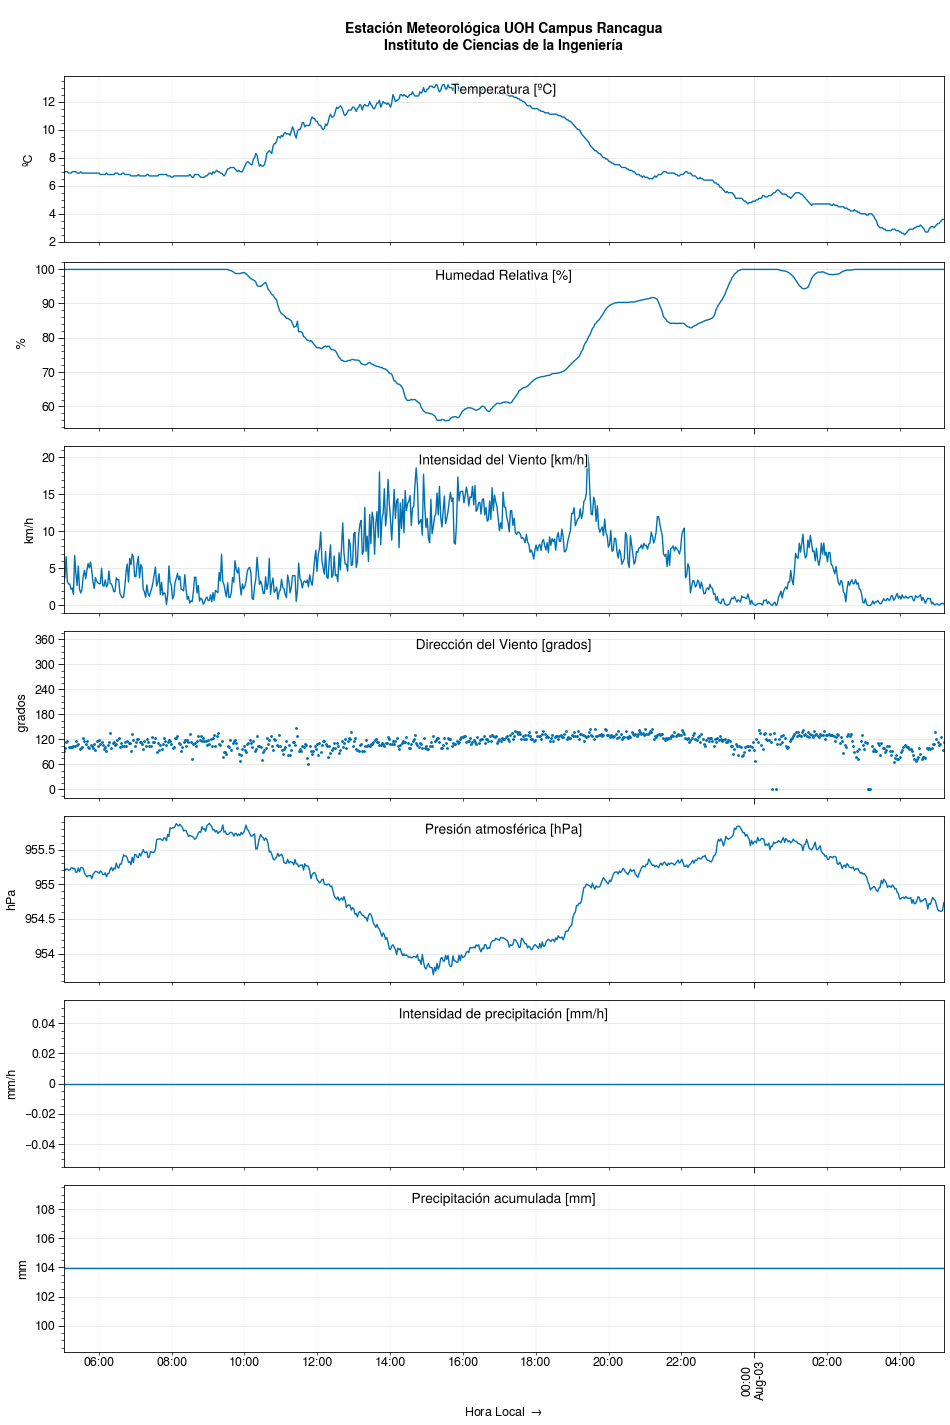 Estación Meteorológica UOH Campus Rancagua
Instituto de Ciencias de la Ingeniería
Temperatura [ºC]
ºC
12
10
8
6
4
2
Humedad Relativa [%]
%
100
90
80
70
60
Intensidad del Viento [km/h]
km/h
20
15
10
5
0
Dirección del Viento [grados]
grados
360
300
240
180
120
60
0
Presión atmosférica [hPa]
hPa
955.5
955
954.5
954
Intensidad de precipitación [mm/h]
mm/h
0.04
0.02
0
−0.02
−0.04
Precipitación acumulada [mm]
mm
108
106
104
102
100
06:00 08:00 10:00 12:00 14:00 16:00 18:00 20:00 22:00 00:00 02:00 04:00
Aug-03
Hora Local →